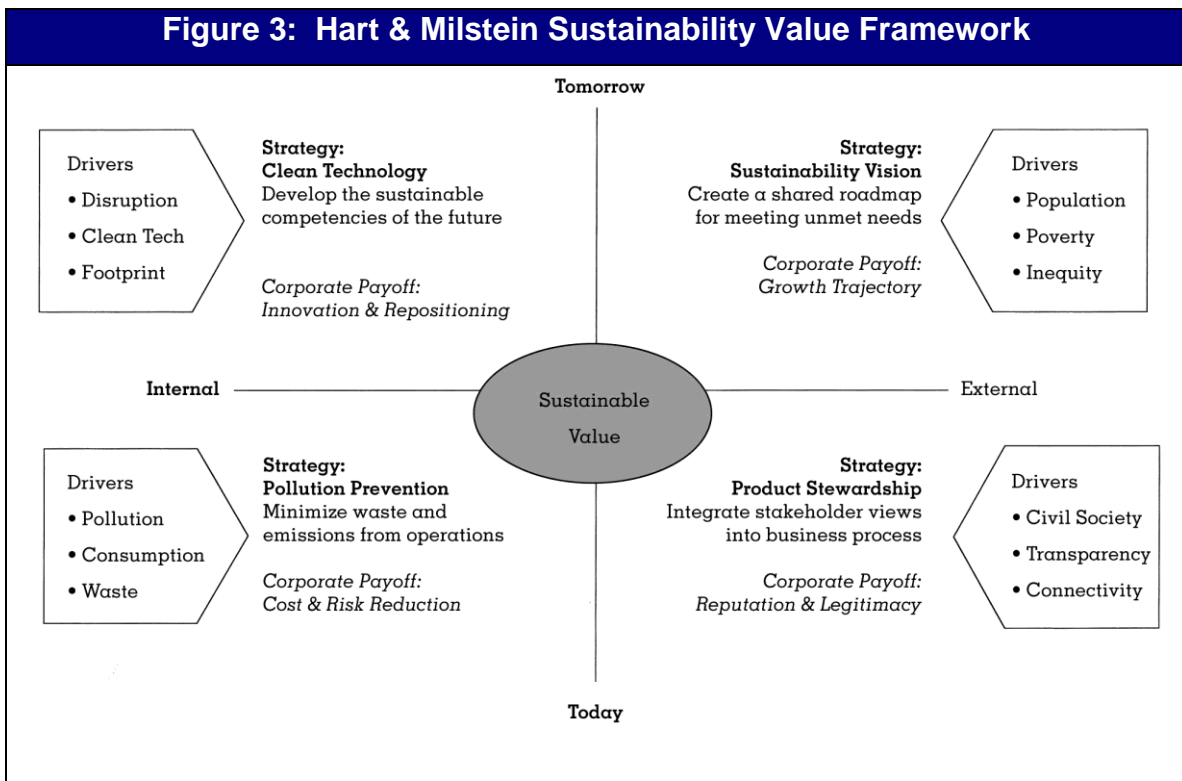 Figure 3: Hart & Milstein Sustainability Value Framework
Tomorrow
Drivers
• Disruption
• Clean Tech
• Footprint
Strategy:
Clean Technology
Develop the sustainable
competencies of the future
Corporate Payoff:
Innovation & Repositioning
Strategy:
Sustainability Vision
Create a shared roadmap
for meeting unmet needs
Corporate Payoff:
Growth Trajectory
Drivers
• Population
• Poverty
• Inequity
Internal
Sustainable
Value
External
Drivers
• Pollution
• Consumption
• Waste
Strategy:
Pollution Prevention
Minimize waste and
emissions from operations
Corporate Payoff:
Cost & Risk Reduction
Strategy:
Product Stewardship
Integrate stakeholder views
into business process
Corporate Payoff:
Reputation & Legitimacy
Drivers
• Civil Society
• Transparency
• Connectivity
Today